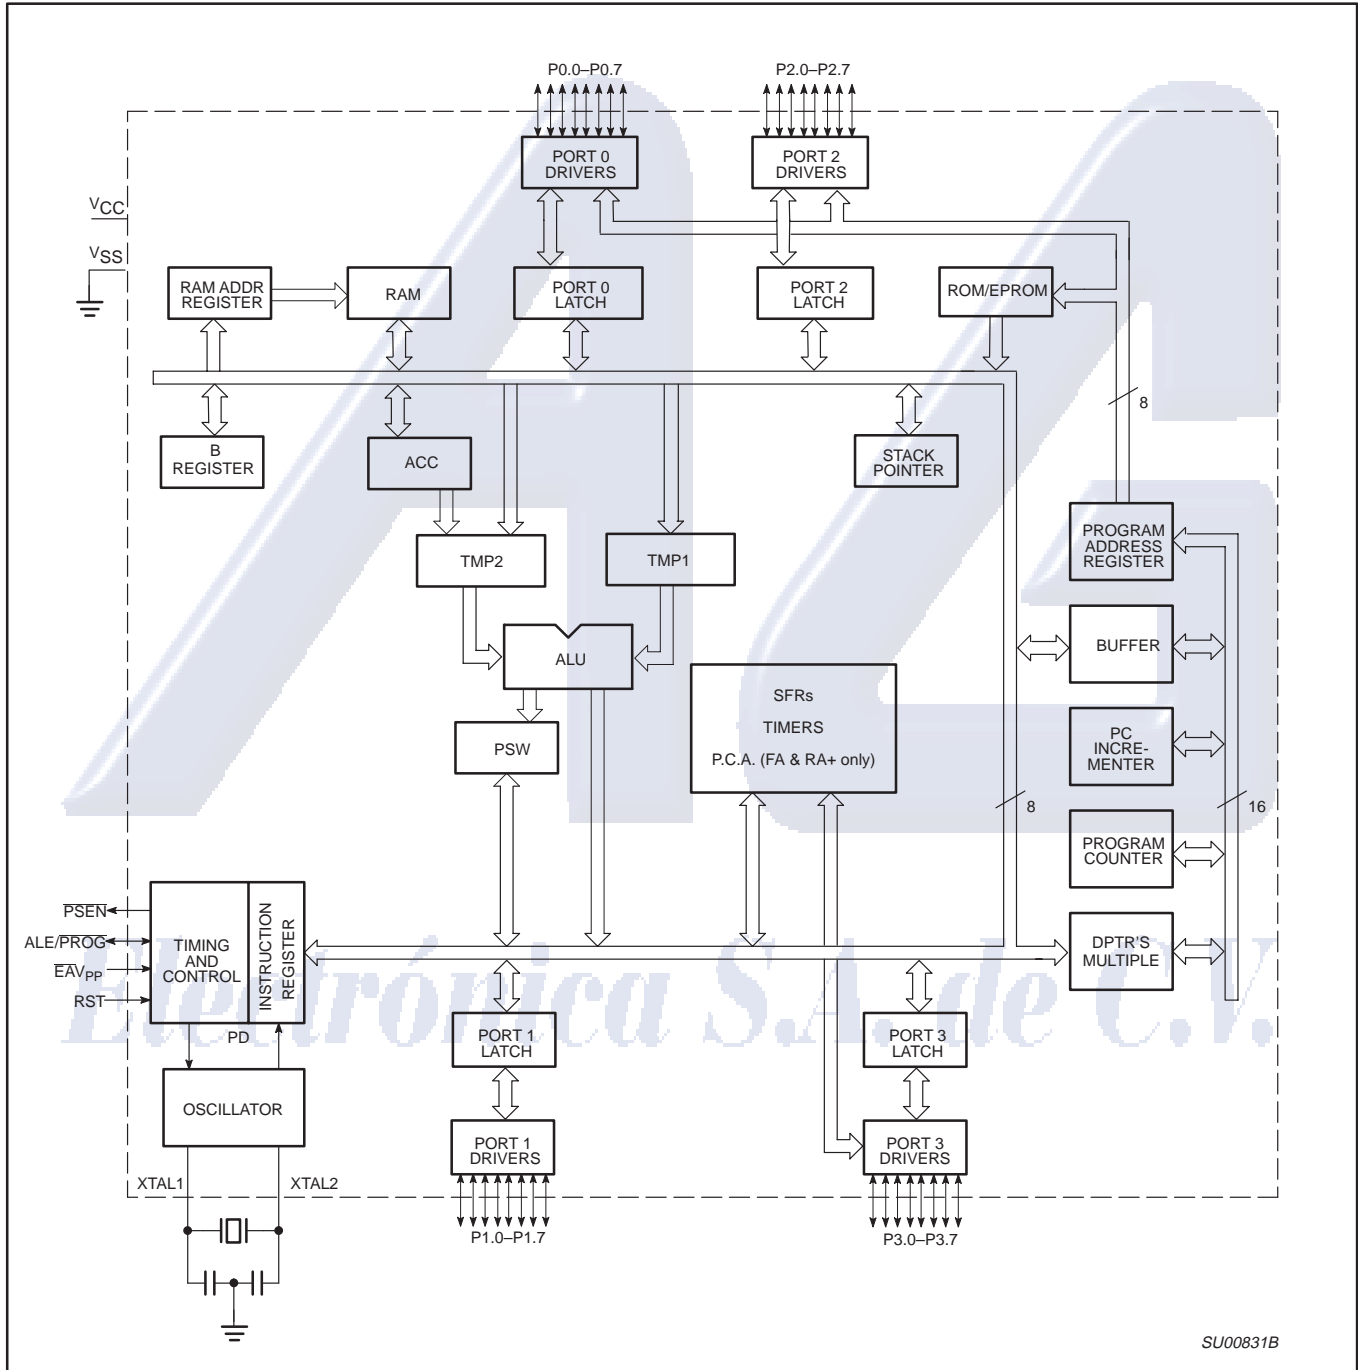 P0.0–P0.7
P2.0–P2.7
PORT 0
DRIVERS
PORT 2
DRIVERS
VCC
VSS
RAM ADDR
REGISTER
RAM
PORT 0
LATCH
PORT 2
LATCH
ROM/EPROM
8
B
REGISTER
ACC
STACK
POINTER
PROGRAM
ADDRESS
REGISTER
TMP2
TMP1
BUFFER
ALU
SFRs
TIMERS
P.C.A. (FA & RA+ only)
PSW
PC
INCRE-
MENTER
8
16
PROGRAM
COUNTER
PSEN
ALE/PROG
EAVPP
RST
TIMING
AND
CONTROL
INSTRUCTION
REGISTER
DPTR'S
MULTIPLE
PD
PORT 1
LATCH
PORT 3
LATCH
OSCILLATOR
PORT 1
DRIVERS
PORT 3
DRIVERS
XTAL1
XTAL2
P1.0–P1.7
P3.0–P3.7
SU00831B
AG
Electrónica S.A. de C.V.